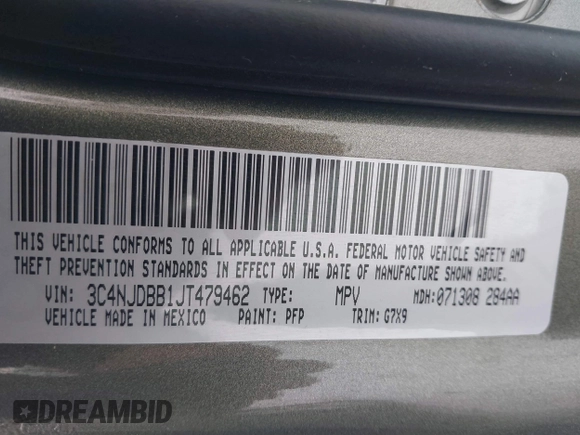 THIS VEHICLE CONFORMS TO ALL APPLICABLE U.S.A. FEDERAL MOTOR VEHICLE SAFETY AND
THEFT PREVENTION STANDARDS IN EFFECT ON THE DATE OF MANUFACTURE SHOWN ABOVE.
VIN: 3C4NJDBB1JT479462 TYPE: MPV MDH:071308 284AA
VEHICLE MADE IN MEXICO PAINT: PFP TRIM: G7X9
DREAMBID